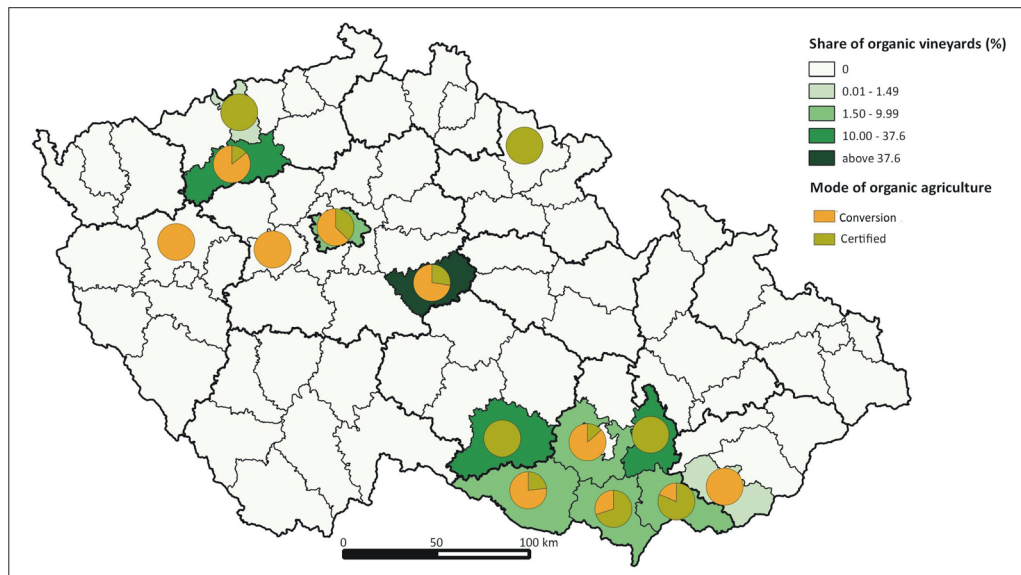 Share of organic vineyards (%)
0
0.01 - 1.49
1.50 - 9.99
10.00 - 37.6
above 37.6
Mode of organic agriculture
Conversion
Certified
0 50 100 km